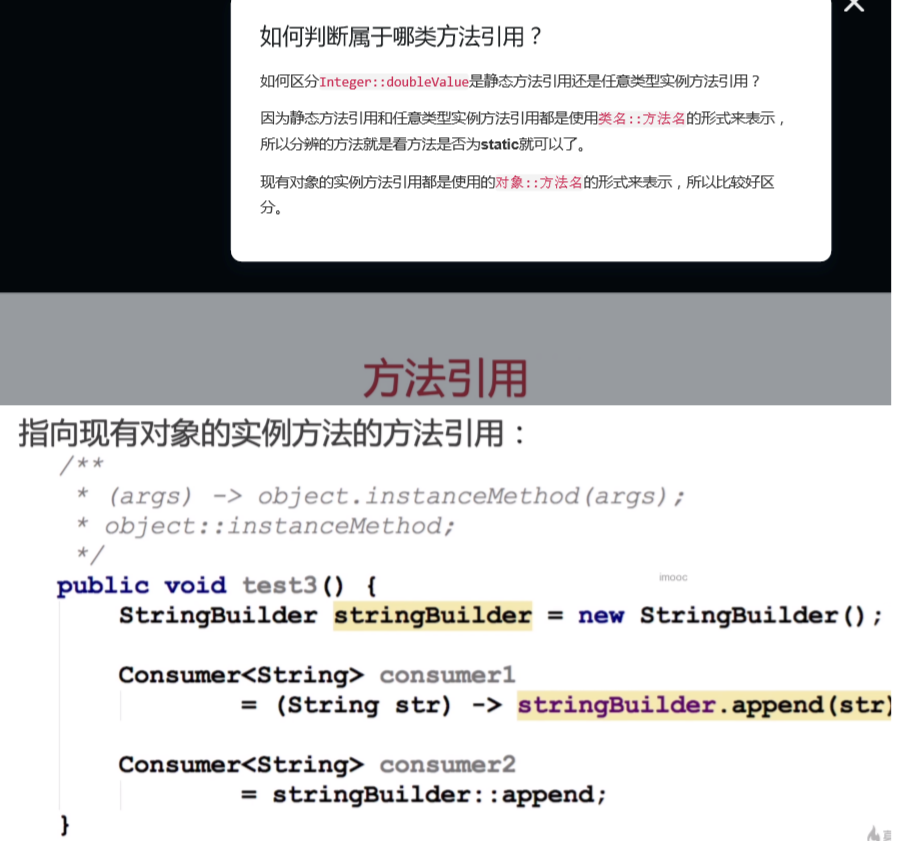 如何判断属于哪类方法引用？
如何区分Integer::doubleValue是静态方法引用还是任意类型实例方法引用？
因为静态方法引用和任意类型实例方法引用都是使用类名::方法名的形式来表示，
所以分辨的方法就是看方法是否为static就可以了。
现有对象的实例方法引用都是使用的对象::方法名的形式来表示，所以比较好区
分。
方法引用
指向现有对象的实例方法的方法引用：
/**
* (args) -> object.instanceMethod(args);
* object::instanceMethod;
*/
imooc
public void test3() {
StringBuilder stringBuilder = new StringBuilder();
Consumer<String> consumer1
= (String str) -> stringBuilder.append(str)
Consumer<String> consumer2
= stringBuilder::append;
}